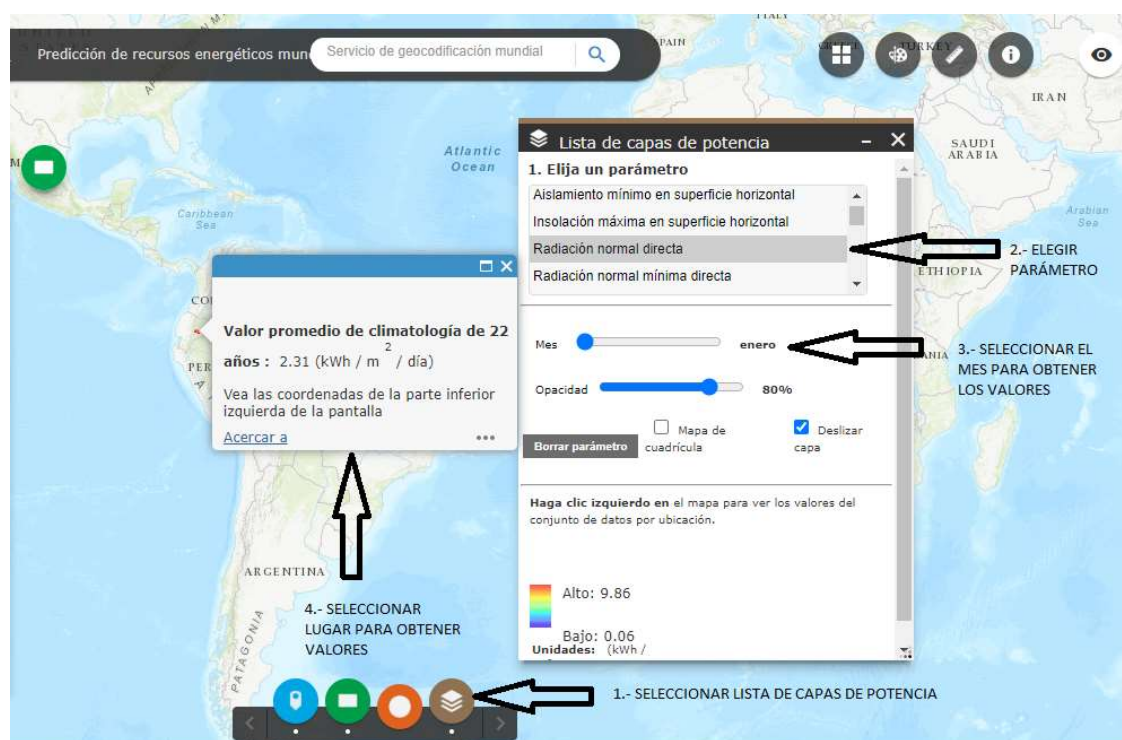 ITALY
PAIN
Predicción de recursos energéticos mun
Servicio de geocodificación mundial
TURKEY
IRAN
SAUDI
ARABIA
Atlantic
Ocean
Caribbean
Sea
Arabian
Sea
ETHIOPIA
ANIA
CO
PER
ARGENTINA
PATAGONIA
Lista de capas de potencia
1. Elija un parámetro
Aislamiento mínimo en superficie horizontal
Insolación máxima en superficie horizontal
Radiación normal directa
Radiación normal mínima directa
2.- ELEGIR
PARÁMETRO
Mes
enero
3.- SELECCIONAR EL
MES PARA OBTENER
LOS VALORES
Opacidad
80%
Borrar parámetro
Mapa de
cuadrícula
Deslizar
capa
Haga clic izquierdo en el mapa para ver los valores del
conjunto de datos por ubicación.
Alto: 9.86
Bajo: 0.06
Unidades: (kWh /
Valor promedio de climatología de 22
años : 2.31 (kWh / m 2 / día)
Vea las coordenadas de la parte inferior
izquierda de la pantalla
Acercar a
4.- SELECCIONAR
LUGAR PARA OBTENER
VALORES
1.- SELECCIONAR LISTA DE CAPAS DE POTENCIA